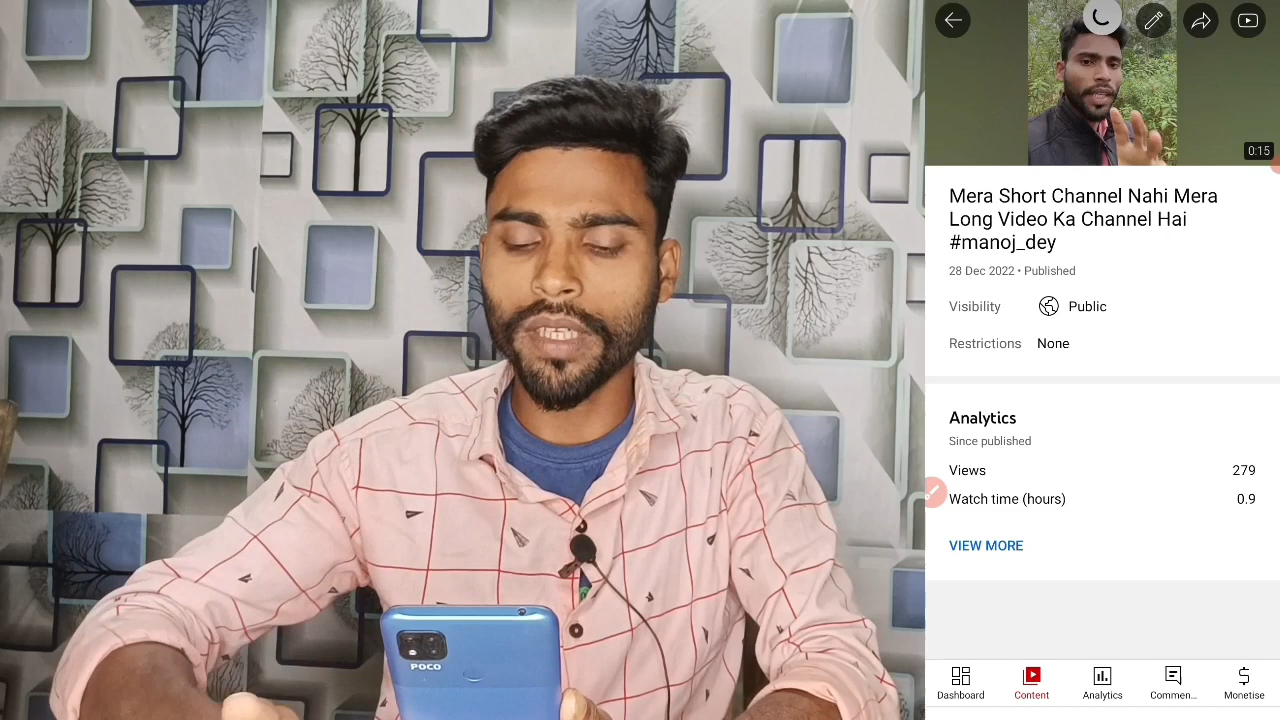 POCO
0:15
Mera Short Channel Nahi Mera
Long Video Ka Channel Hai
#manoj_dey
28 Dec 2022 • Published
Visibility Public
Restrictions None
Analytics
Since published
Views 279
Watch time (hours) 0.9
VIEW MORE
Dashboard Content Analytics Commen... Monetise